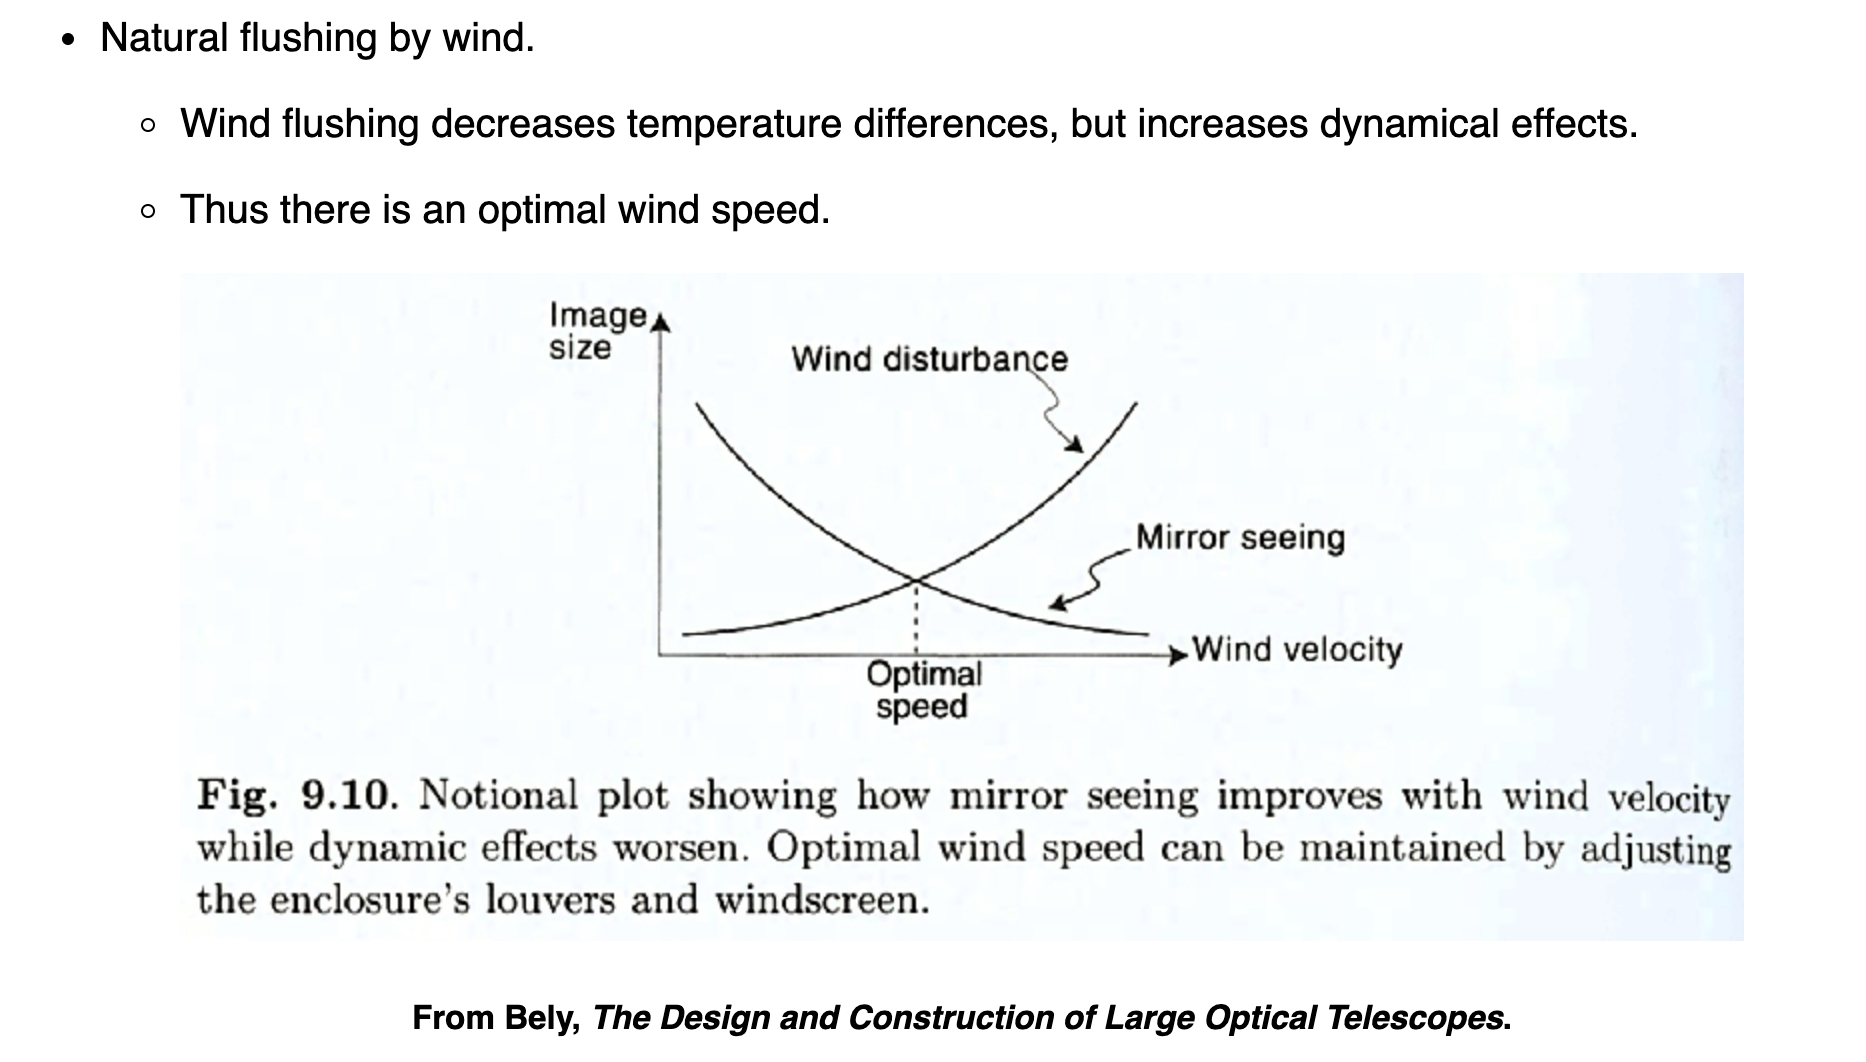 • Natural flushing by wind.
◦ Wind flushing decreases temperature differences, but increases dynamical effects.
◦ Thus there is an optimal wind speed.
Image
size
Wind disturbance
Mirror seeing
Wind velocity
Optimal
speed
Fig. 9.10. Notional plot showing how mirror seeing improves with wind velocity
while dynamic effects worsen. Optimal wind speed can be maintained by adjusting
the enclosure's louvers and windscreen.
From Bely, The Design and Construction of Large Optical Telescopes.